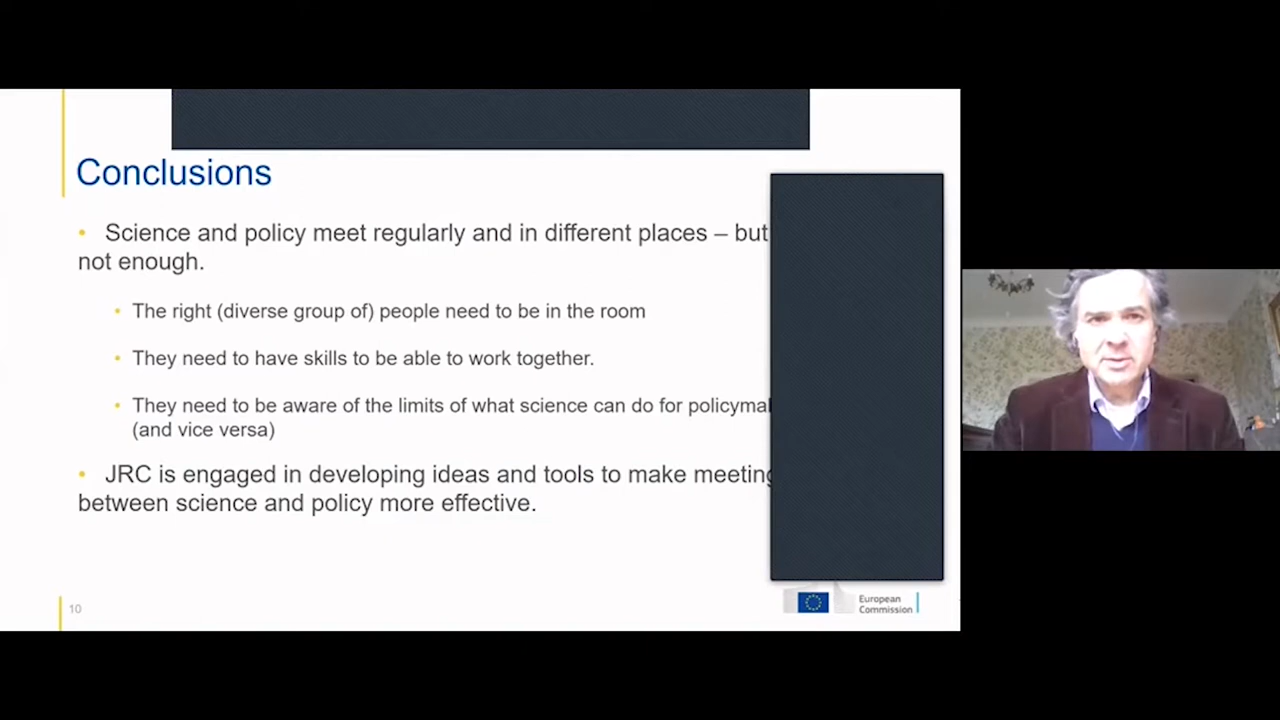 Conclusions
• Science and policy meet regularly and in different places – but
not enough.
• The right (diverse group of) people need to be in the room
• They need to have skills to be able to work together.
• They need to be aware of the limits of what science can do for
(and vice versa)
• JRC is engaged in developing ideas and tools to make
between science and policy more effective.
10
European
Commission